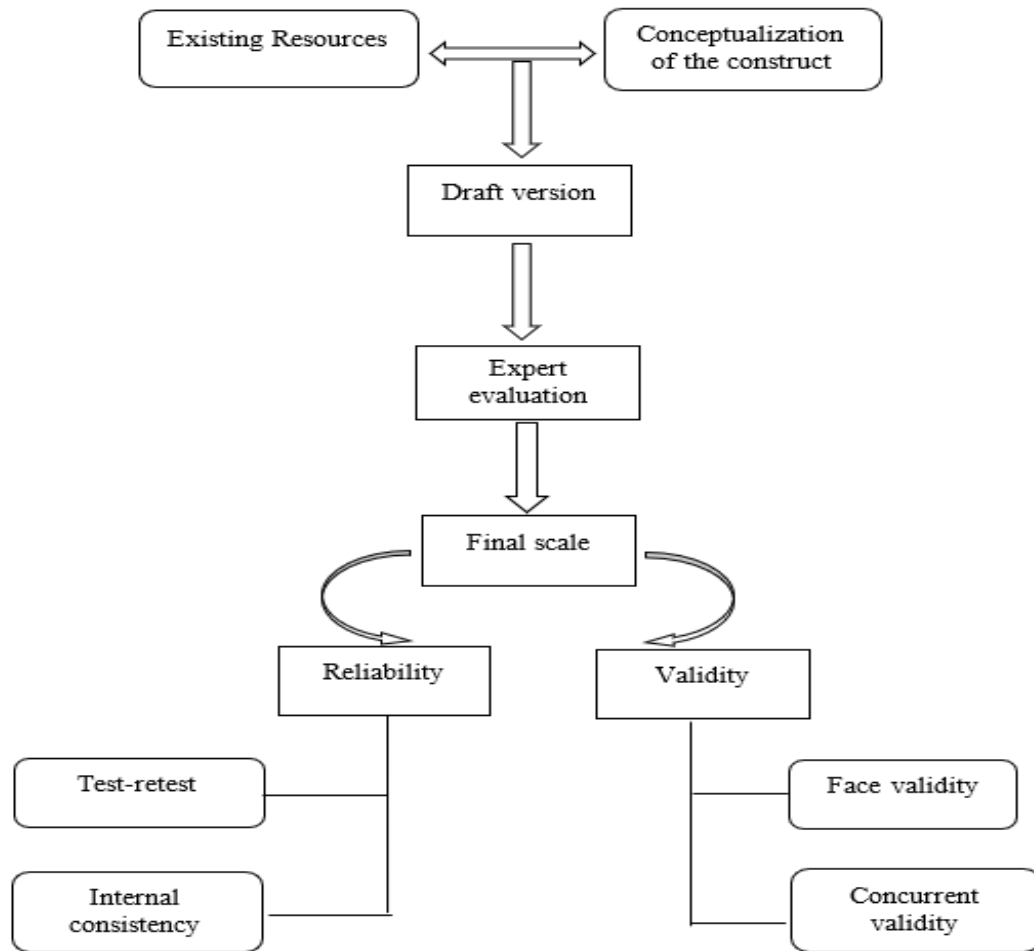 Existing Resources
Conceptualization
of the construct
Draft version
Expert
evaluation
Final scale
Reliability
Validity
Test-retest
Face validity
Internal
consistency
Concurrent
validity